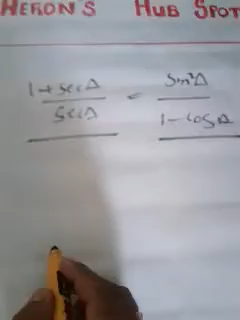 HERON'S HUB SPOT
1+secA / secA = sin²A / 1-cosA